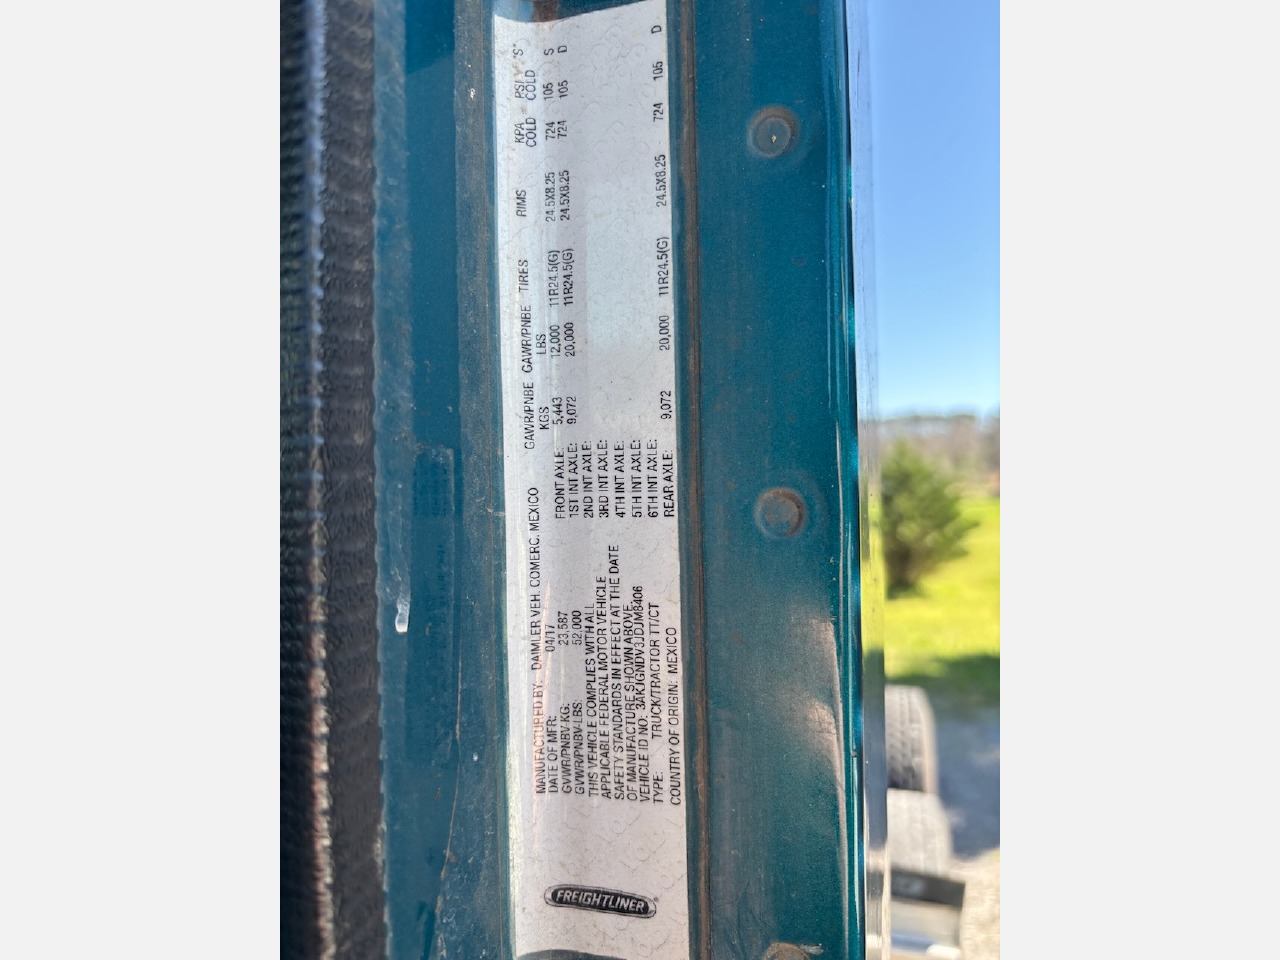 FREIGHTLINER
MANUFACTURED BY: DAIMLER VEH. COMERC. MEXICO
DATE OF MFR: 04/17
GVWR/PNBV-KG: 23,587
GVWR/PNBV-LBS: 52,000
THIS VEHICLE COMPLIES WITH ALL
APPLICABLE FEDERAL MOTOR VEHICLE
SAFETY STANDARDS IN EFFECT AT THE DATE
OF MANUFACTURE SHOWN ABOVE.
VEHICLE ID NO: 3AKJGNDV3JDJM8406
TYPE: TRUCK/TRACTOR TT/CT
COUNTRY OF ORIGIN: MEXICO
GAWR/PNBE GAWR/PNBE TIRES RIMS KPA PSI/ "S"
KGS LBS COLD COLD
FRONT AXLE: 5,443 12,000 11R24.5(G) 24.5X8.25 724 105 S
1ST INT AXLE: 9,072 20,000 11R24.5(G) 24.5X8.25 724 105 D
2ND INT AXLE:
3RD INT AXLE:
4TH INT AXLE:
5TH INT AXLE:
6TH INT AXLE:
REAR AXLE: 9,072 20,000 11R24.5(G) 24.5X8.25 724 105 D